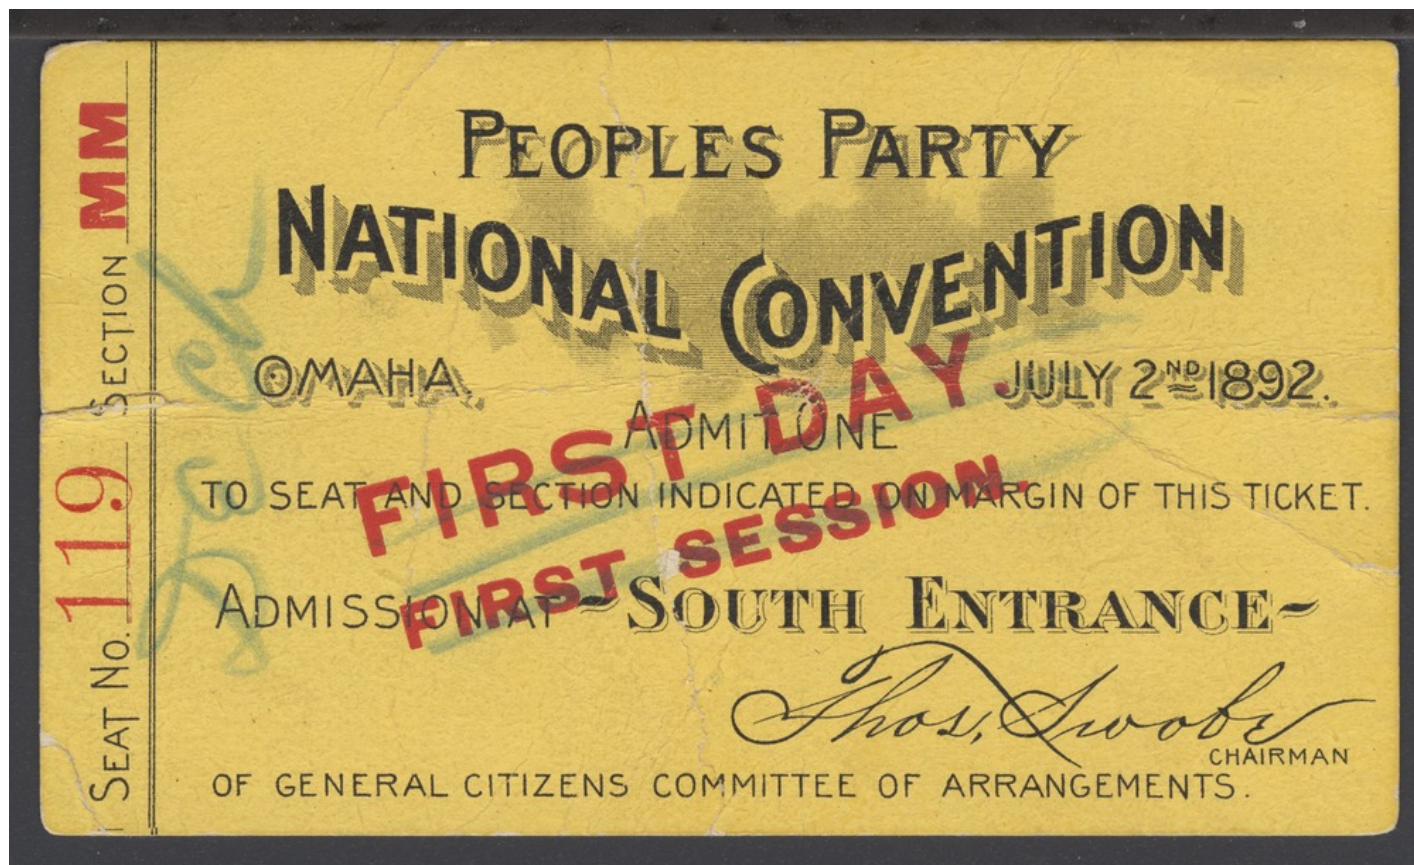 PEOPLES PARTY
NATIONAL CONVENTION
OMAHA, JULY 2ND 1892.
ADMIT ONE
TO SEAT AND SECTION INDICATED ON MARGIN OF THIS TICKET.
ADMISSION AT ~ SOUTH ENTRANCE ~
Thos. Swobe
CHAIRMAN
OF GENERAL CITIZENS COMMITTEE OF ARRANGEMENTS.
FIRST DAY.
FIRST SESSION.
SEAT No. 119 SECTION MM